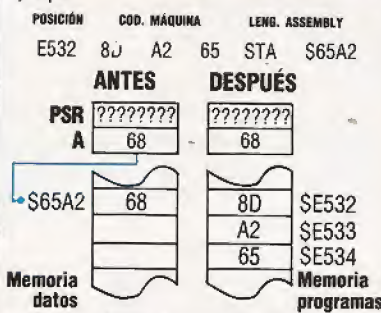 POSICIÓN COD. MÁQUINA LENG. ASSEMBLY
E532 8D A2 65 STA $65A2
ANTES DESPUÉS
PSR ???????? ????????
A 68 68
$65A2 68 8D $E532
A2 $E533
65 $E534
Memoria datos Memoria programas